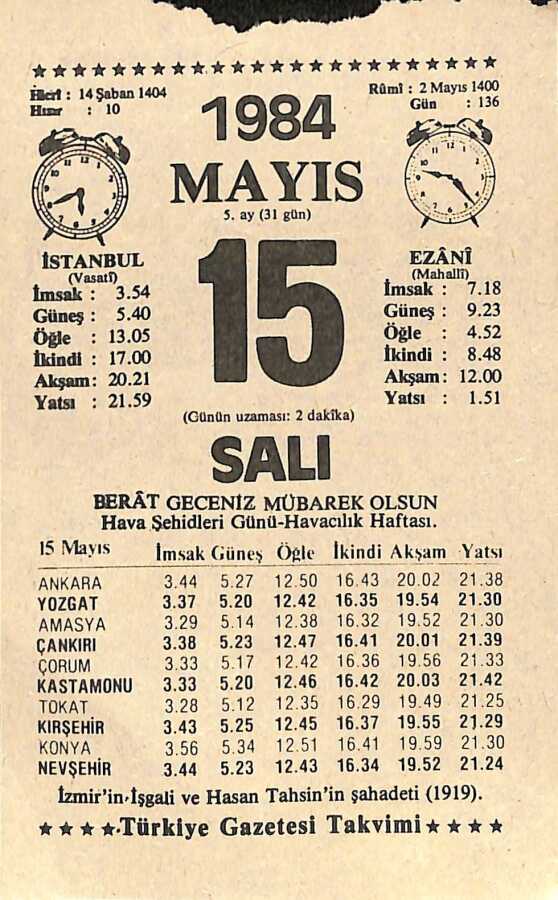 ★★★★★★★★★★★★★★★★★★★★★★★★★★
Hicrî : 14 Şaban 1404
Hızır : 10
1984
Rûmî : 2 Mayıs 1400
Gün : 136
MAYIS
5. ay (31 gün)
İSTANBUL
(Vasatî)
İmsak : 3.54
Güneş : 5.40
Öğle : 13.05
İkindi : 17.00
Akşam : 20.21
Yatsı : 21.59
15
EZÂNÎ
(Mahallî)
İmsak : 7.18
Güneş : 9.23
Öğle : 4.52
İkindi : 8.48
Akşam : 12.00
Yatsı : 1.51
(Günün uzaması: 2 dakîka)
SALI
BERÂT GECENİZ MÜBAREK OLSUN
Hava Şehidleri Günü-Havacılık Haftası.
15 Mayıs İmsak Güneş Öğle İkindi Akşam Yatsı
ANKARA 3.44 5.27 12.50 16.43 20.02 21.38
YOZGAT 3.37 5.20 12.42 16.35 19.54 21.30
AMASYA 3.29 5.14 12.38 16.32 19.52 21.30
ÇANKIRI 3.38 5.23 12.47 16.41 20.01 21.39
ÇORUM 3.33 5.17 12.42 16.36 19.56 21.33
KASTAMONU 3.33 5.20 12.46 16.42 20.03 21.42
TOKAT 3.28 5.12 12.35 16.29 19.49 21.25
KIRŞEHİR 3.43 5.25 12.45 16.37 19.55 21.29
KONYA 3.56 5.34 12.51 16.41 19.59 21.30
NEVŞEHİR 3.44 5.23 12.43 16.34 19.52 21.24
İzmir'in İşgali ve Hasan Tahsin'in şahadeti (1919).
★★★★Türkiye Gazetesi Takvimi★★★★